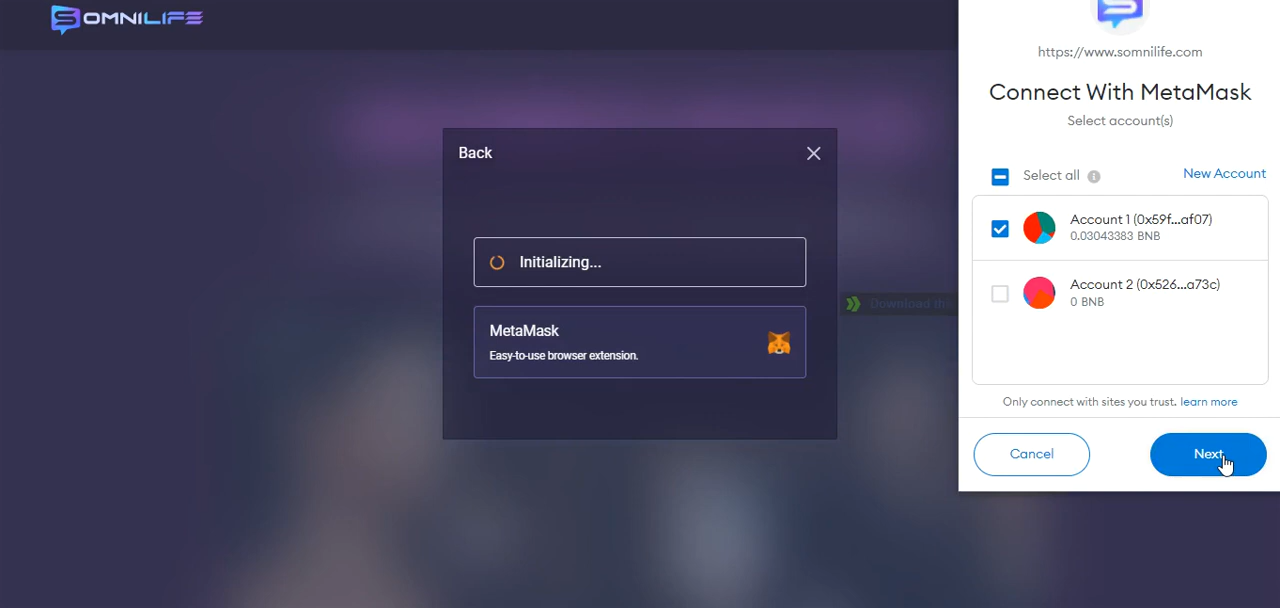 SOMNILIFE
Back
Initializing...
MetaMask
Easy-to-use browser extension.
Download the
https://www.somnilife.com
Connect With MetaMask
Select account(s)
Select all
New Account
Account 1 (0x59f...af07)
0.03043383 BNB
Account 2 (0x526...a73c)
0 BNB
Only connect with sites you trust. learn more
Cancel
Next